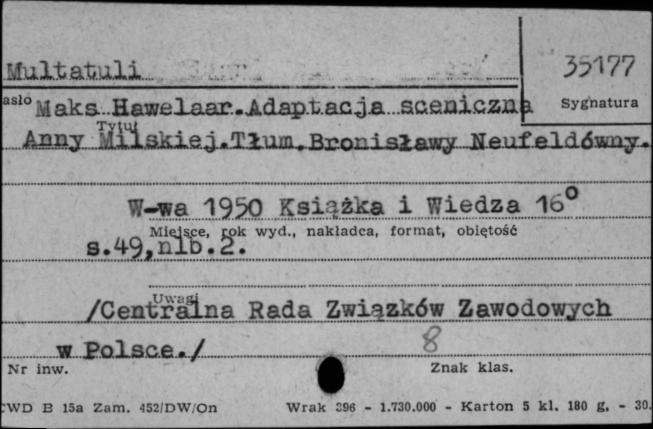 Multatuli
35177
asło Maks Hawelaar.Adaptacja sceniczna
Sygnatura
Tytuł
Anny Milskiej.Tłum.Bronisławy Neufeldówny.
W-wa 1950 Książka i Wiedza 16°
Miejsce, rok wyd., nakładca, format, objętość
s.49,nlb.2.
Uwagi
/Centralna Rada Związków Zawodowych
w Polsce./
8
Nr inw.
Znak klas.
CWD B 15a Zam. 452/DW/On Wrak 396 - 1.730.000 - Karton 5 kl. 180 g. - 30.